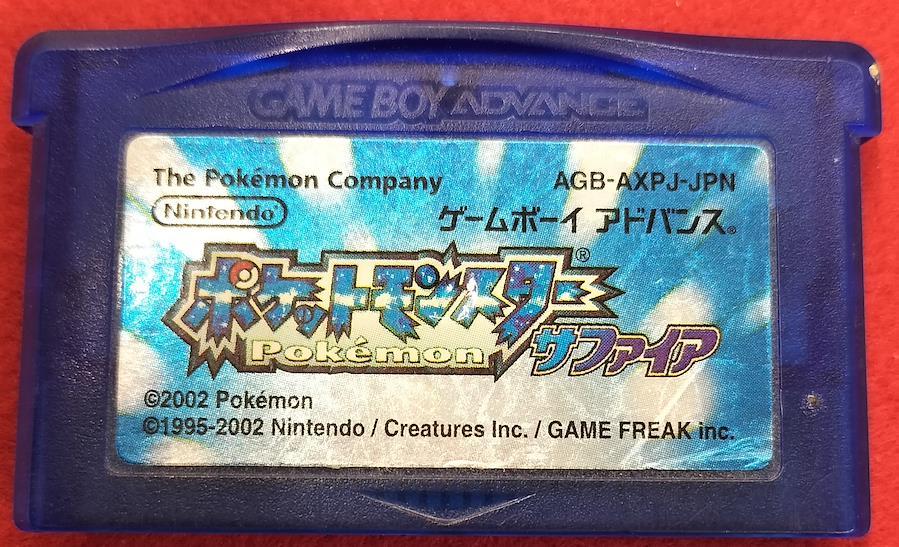 GAME BOY ADVANCE
The Pokémon Company AGB-AXPJ-JPN
Nintendo® ゲームボーイ アドバンス®
ポケットモンスター®
Pokémon サファイア
©2002 Pokémon
©1995-2002 Nintendo / Creatures Inc. / GAME FREAK inc.